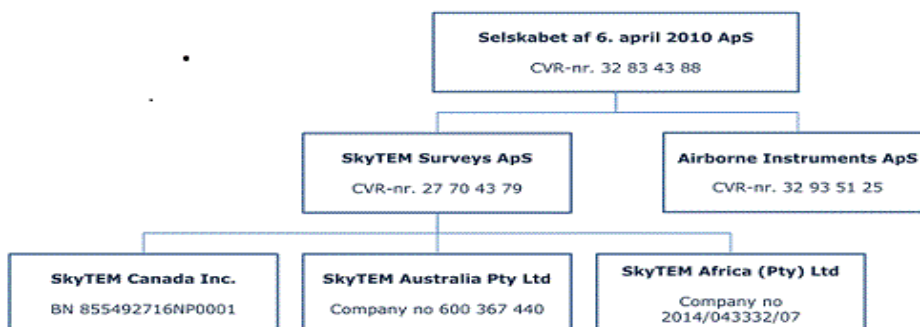 Selskabet af 6. april 2010 ApS
CVR-nr. 32 83 43 88
SkyTEM Surveys ApS
CVR-nr. 27 70 43 79
Airborne Instruments ApS
CVR-nr. 32 93 51 25
SkyTEM Canada Inc.
BN 855492716NP0001
SkyTEM Australia Pty Ltd
Company no 600 367 440
SkyTEM Africa (Pty) Ltd
Company no
2014/043332/07